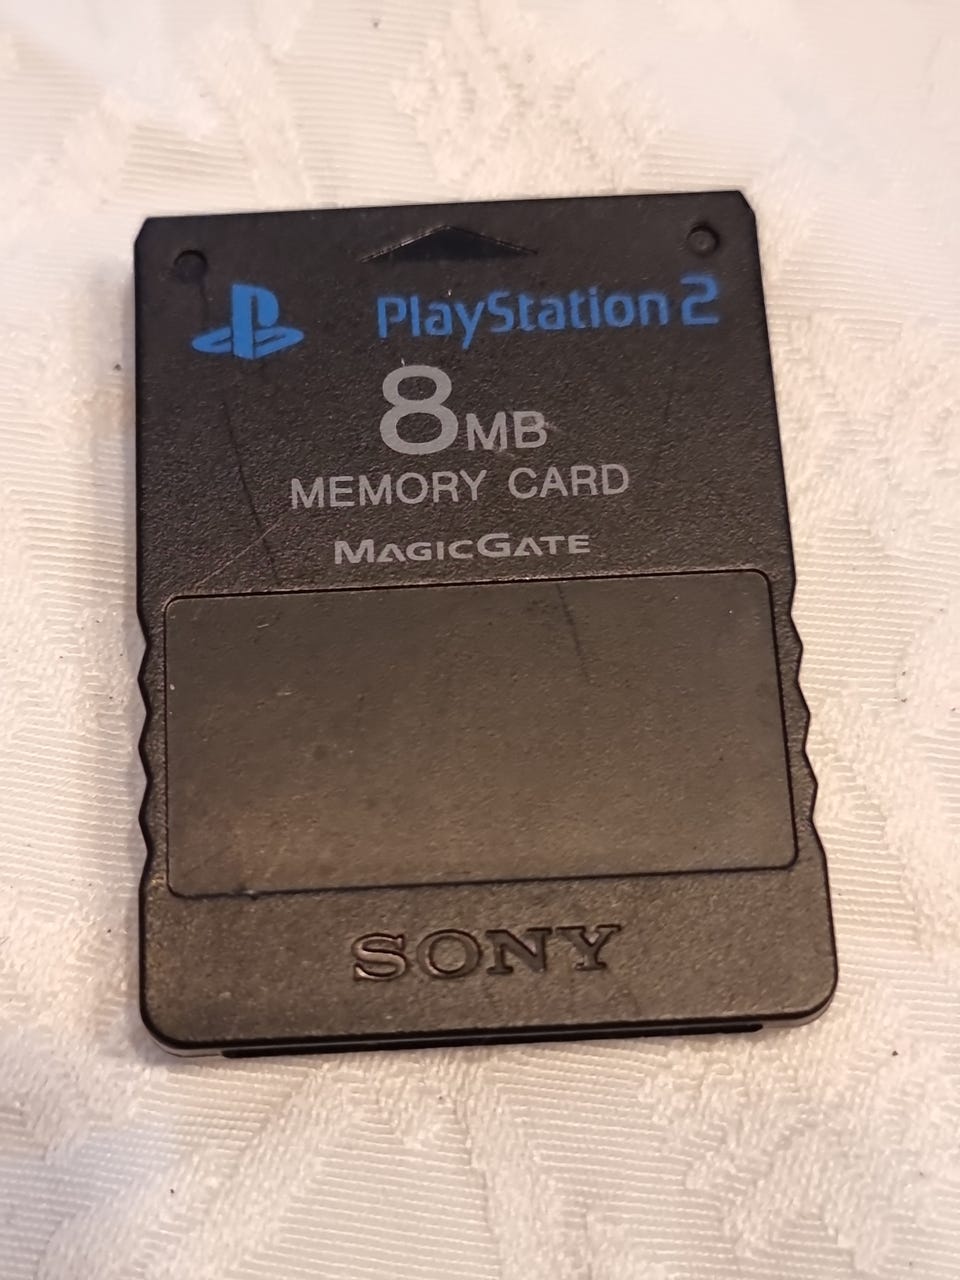 PlayStation 2
8MB
MEMORY CARD
MAGICGATE
SONY